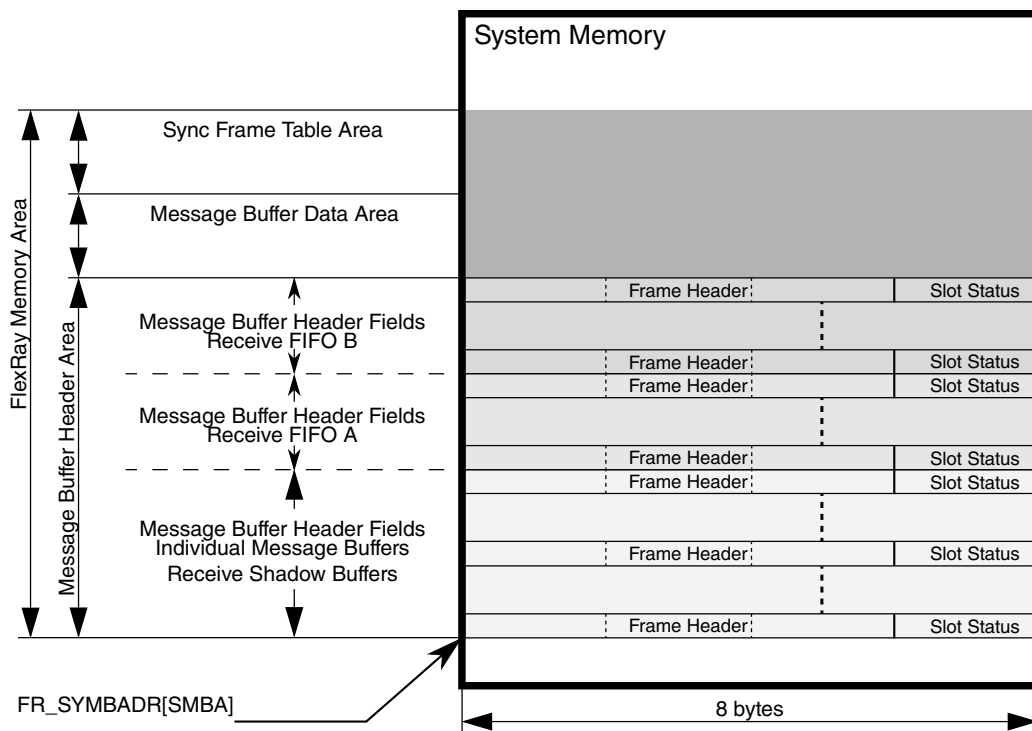 System Memory
Sync Frame Table Area
Message Buffer Data Area
FlexRay Memory Area
Message Buffer Header Area
Message Buffer Header Fields
Receive FIFO B
Message Buffer Header Fields
Receive FIFO A
Message Buffer Header Fields
Individual Message Buffers
Receive Shadow Buffers
Frame Header Slot Status
Frame Header Slot Status
Frame Header Slot Status
Frame Header Slot Status
Frame Header Slot Status
Frame Header Slot Status
Frame Header Slot Status
FR_SYMBADR[SMBA]
8 bytes